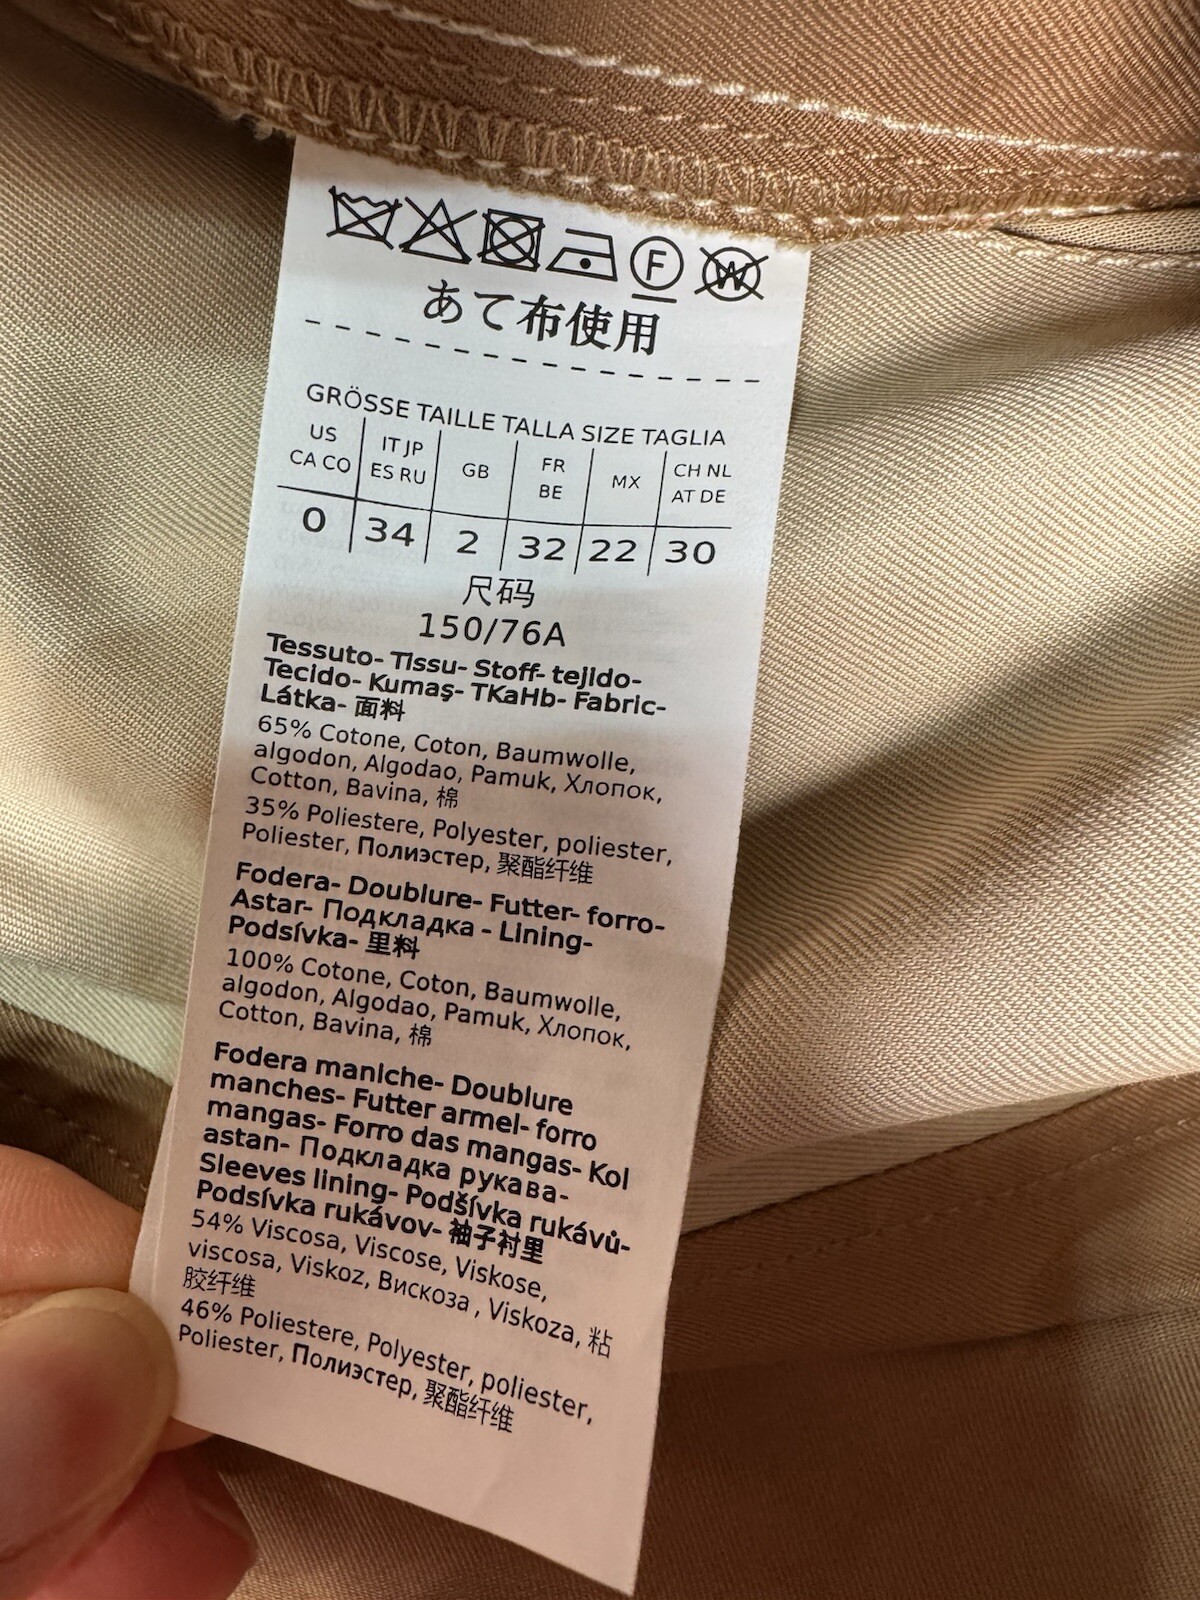 F W
あて布使用
GRÖSSE TAILLE TALLA SIZE TAGLIA
US CA CO | IT JP ES RU | GB | FR BE | MX | CH NL AT DE
0 | 34 | 2 | 32 | 22 | 30
尺码
150/76A
Tessuto- Tissu- Stoff- tejido-
Tecido- Kumaş- TKaHb- Fabric-
Látka- 面料
65% Cotone, Coton, Baumwolle,
algodon, Algodao, Pamuk, Хлопок,
Cotton, Bavina, 棉
35% Poliestere, Polyester, poliester,
Poliester, Полиэстер, 聚酯纤维
Fodera- Doublure- Futter- forro-
Astar- Подкладка - Lining-
Podsívka- 里料
100% Cotone, Coton, Baumwolle,
algodon, Algodao, Pamuk, Хлопок,
Cotton, Bavina, 棉
Fodera maniche- Doublure
manches- Futter armel- forro
mangas- Forro das mangas- Kol
astan- Подкладка рукава-
Sleeves lining- Podšívka rukávů-
Podsívka rukávov- 袖子衬里
54% Viscosa, Viscose, Viskose,
viscosa, Viskoz, Вискоза , Viskoza, 粘
胶纤维
46% Poliestere, Polyester, poliester,
Poliester, Полиэстер, 聚酯纤维